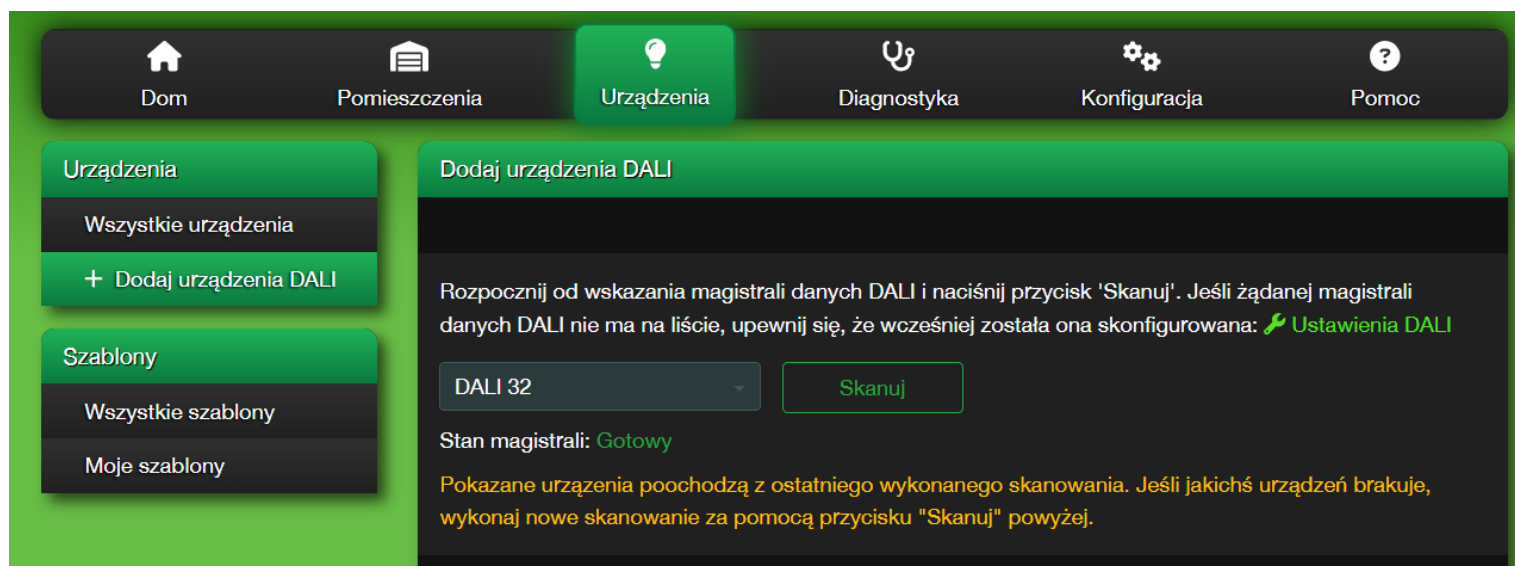 Dom
Pomieszczenia
Urządzenia
Diagnostyka
Konfiguracja
Pomoc
Urządzenia
Wszystkie urządzenia
+ Dodaj urządzenia DALI
Szablony
Wszystkie szablony
Moje szablony
Dodaj urządzenia DALI
Rozpocznij od wskazania magistrali danych DALI i naciśnij przycisk 'Skanuj'. Jeśli żądanej magistrali
danych DALI nie ma na liście, upewnij się, że wcześniej została ona skonfigurowana: Ustawienia DALI
DALI 32
Skanuj
Stan magistrali: Gotowy
Pokazane urzązenia poochodzą z ostatniego wykonanego skanowania. Jeśli jakichś urządzeń brakuje,
wykonaj nowe skanowanie za pomocą przycisku "Skanuj" powyżej.